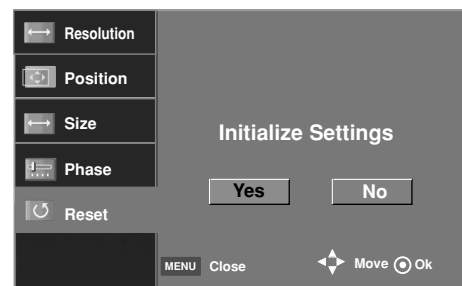 Resolution
Position
Size
Phase
Reset
Initialize Settings
Yes No
MENU Close Move Ok